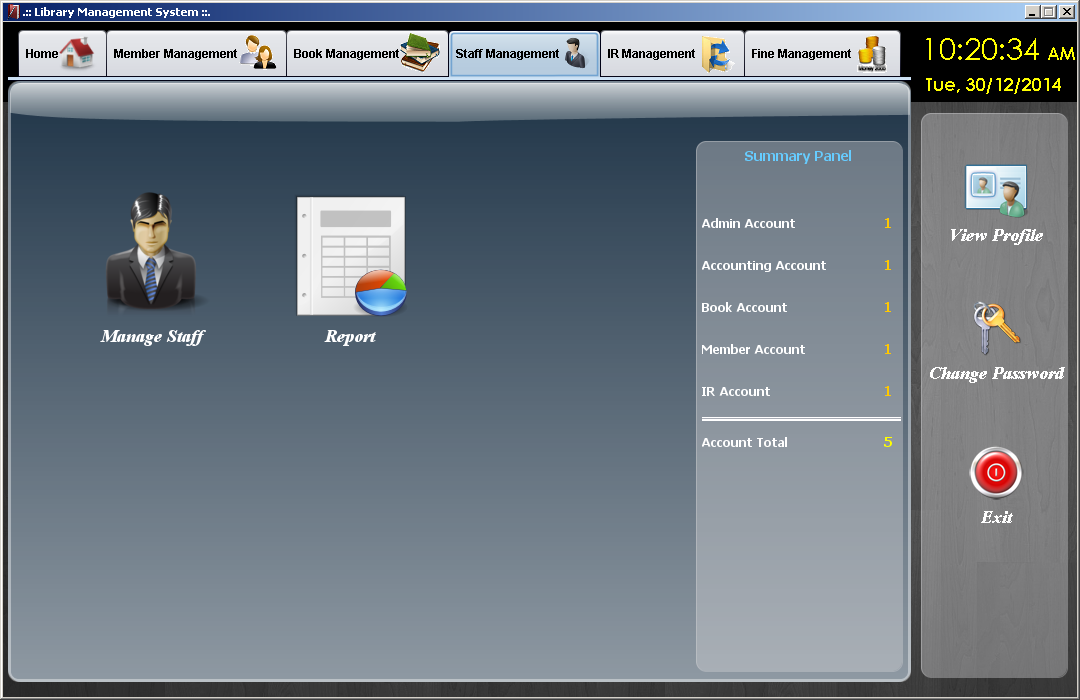 .:: Library Management System ::.
Home Member Management Book Management Staff Management IR Management Fine Management
10:20:34 AM
Tue, 30/12/2014
Summary Panel
Admin Account 1
Accounting Account 1
Book Account 1
Member Account 1
IR Account 1
Account Total 5
Manage Staff
Report
View Profile
Change Password
Exit